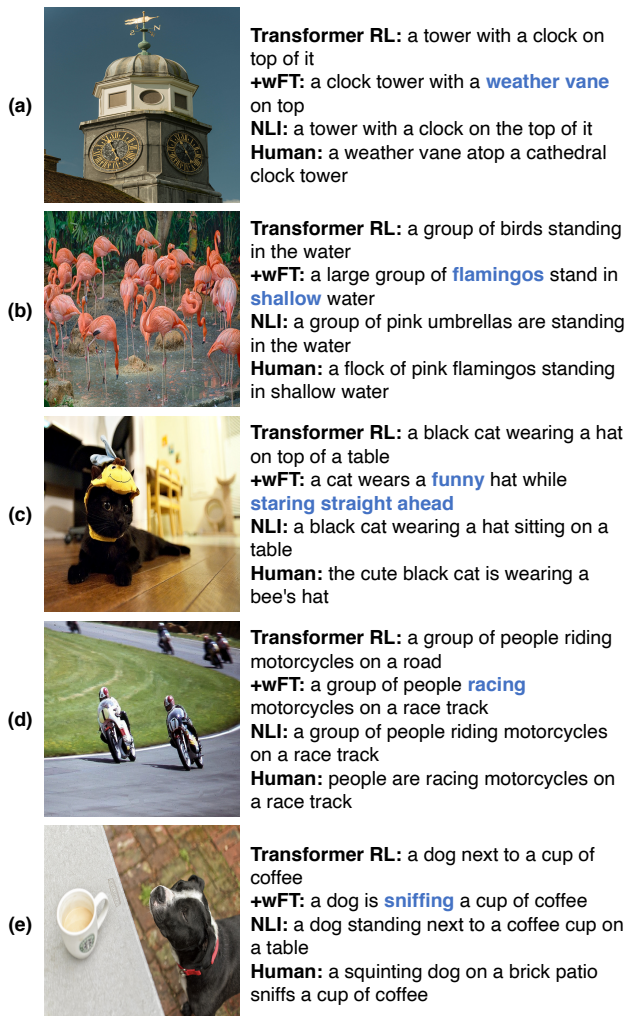 (a)
Transformer RL: a tower with a clock on
top of it
+wFT: a clock tower with a weather vane
on top
NLI: a tower with a clock on the top of it
Human: a weather vane atop a cathedral
clock tower
(b)
Transformer RL: a group of birds standing
in the water
+wFT: a large group of flamingos stand in
shallow water
NLI: a group of pink umbrellas are standing
in the water
Human: a flock of pink flamingos standing
in shallow water
(c)
Transformer RL: a black cat wearing a hat
on top of a table
+wFT: a cat wears a funny hat while
staring straight ahead
NLI: a black cat wearing a hat sitting on a
table
Human: the cute black cat is wearing a
bee's hat
(d)
Transformer RL: a group of people riding
motorcycles on a road
+wFT: a group of people racing
motorcycles on a race track
NLI: a group of people riding motorcycles
on a race track
Human: people are racing motorcycles on
a race track
(e)
Transformer RL: a dog next to a cup of
coffee
+wFT: a dog is sniffing a cup of coffee
NLI: a dog standing next to a coffee cup on
a table
Human: a squinting dog on a brick patio
sniffs a cup of coffee